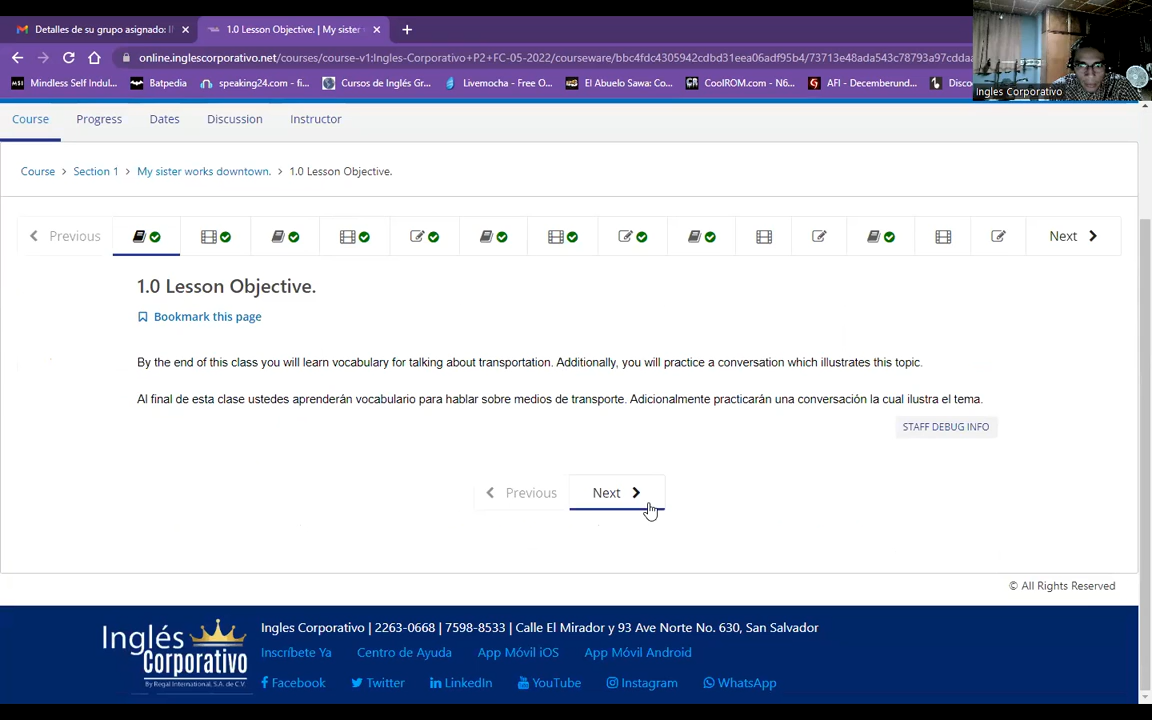 Detalles de su grupo asignado: I
1.0 Lesson Objective. | My sister
online.inglescorporativo.net/courses/course-v1:Ingles-Corporativo+P2+FC-05-2022/courseware/bbc4fdc4305942cdbd31eea06adf95b4/73713e48ada543c78793a97cddaa
Mindless Self Indul...
Batpedia
speaking24.com - fi...
Cursos de Inglés Gr...
Livemocha - Free O...
El Abuelo Sawa: Co...
CoolROM.com - N6...
AFI - Decemberund...
Disco
Ingles Corporativo
Course Progress Dates Discussion Instructor
Course > Section 1 > My sister works downtown. > 1.0 Lesson Objective.
Previous
Next
1.0 Lesson Objective.
Bookmark this page
By the end of this class you will learn vocabulary for talking about transportation. Additionally, you will practice a conversation which illustrates this topic.
Al final de esta clase ustedes aprenderán vocabulario para hablar sobre medios de transporte. Adicionalmente practicarán una conversación la cual ilustra el tema.
STAFF DEBUG INFO
Previous Next
© All Rights Reserved
Inglés Corporativo
By Regal International, S.A. de C.V.
Ingles Corporativo | 2263-0668 | 7598-8533 | Calle El Mirador y 93 Ave Norte No. 630, San Salvador
Inscríbete Ya Centro de Ayuda App Móvil iOS App Móvil Android
Facebook Twitter LinkedIn YouTube Instagram WhatsApp